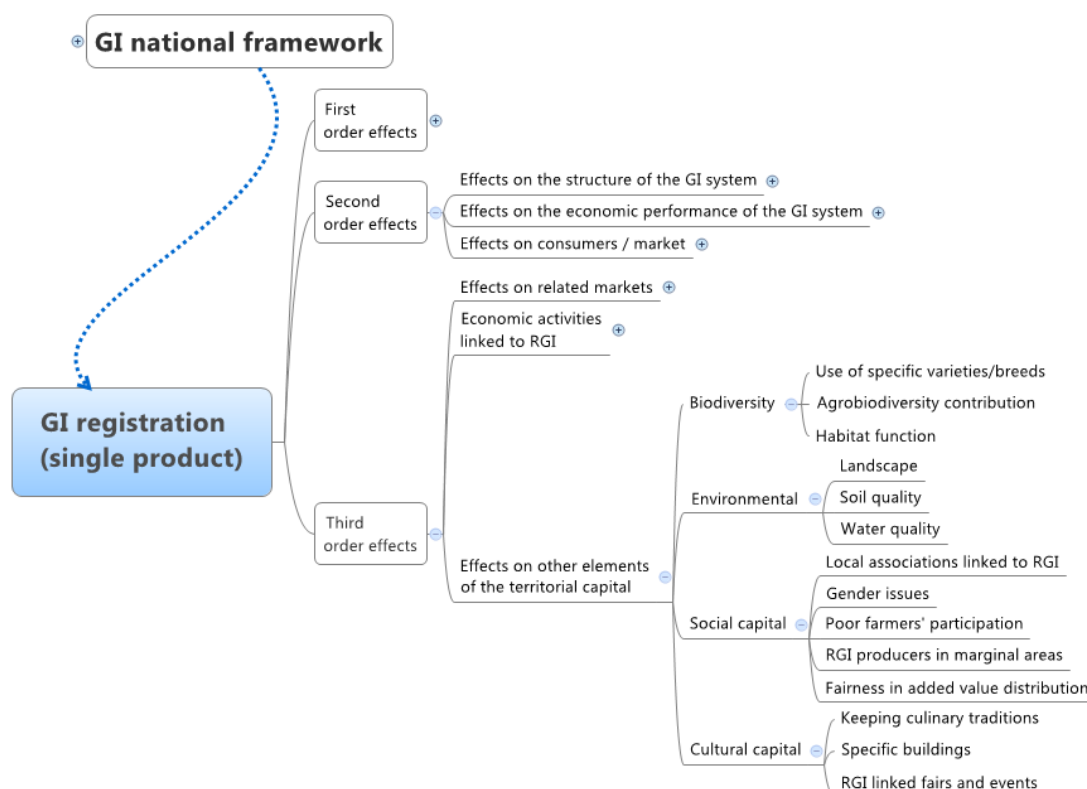 GI national framework
First
order effects
Second
order effects
Effects on the structure of the GI system
Effects on the economic performance of the GI system
Effects on consumers / market
Effects on related markets
Economic activities
linked to RGI
GI registration
(single product)
Third
order effects
Effects on other elements
of the territorial capital
Biodiversity
Use of specific varieties/breeds
Agrobiodiversity contribution
Habitat function
Environmental
Landscape
Soil quality
Water quality
Social capital
Local associations linked to RGI
Gender issues
Poor farmers' participation
RGI producers in marginal areas
Fairness in added value distribution
Cultural capital
Keeping culinary traditions
Specific buildings
RGI linked fairs and events